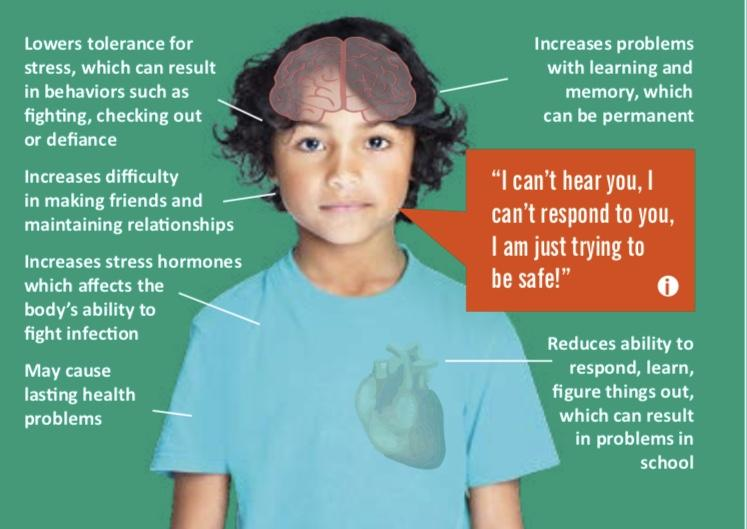 Lowers tolerance for
stress, which can result
in behaviors such as
fighting, checking out
or defiance
Increases difficulty
in making friends and
maintaining relationships
Increases stress hormones
which affects the
body's ability to
fight infection
May cause
lasting health
problems
Increases problems
with learning and
memory, which
can be permanent
“I can't hear you, I
can't respond to you,
I am just trying to
be safe!”
i
Reduces ability to
respond, learn,
figure things out,
which can result
in problems in
school